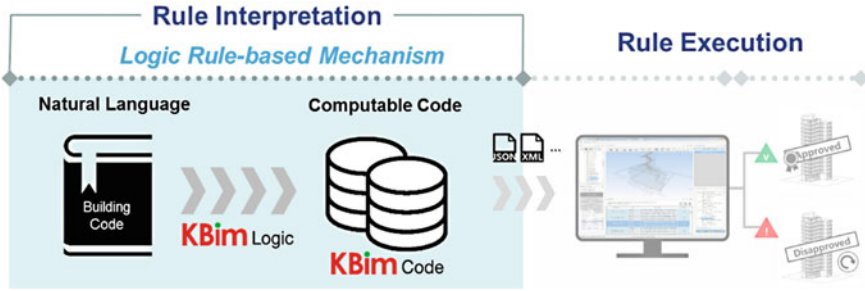 Rule Interpretation
Logic Rule-based Mechanism
Rule Execution
Natural Language
Computable Code
Building
Code
KBim Logic
KBim Code
JSON
XML
...
Approved
Disapproved